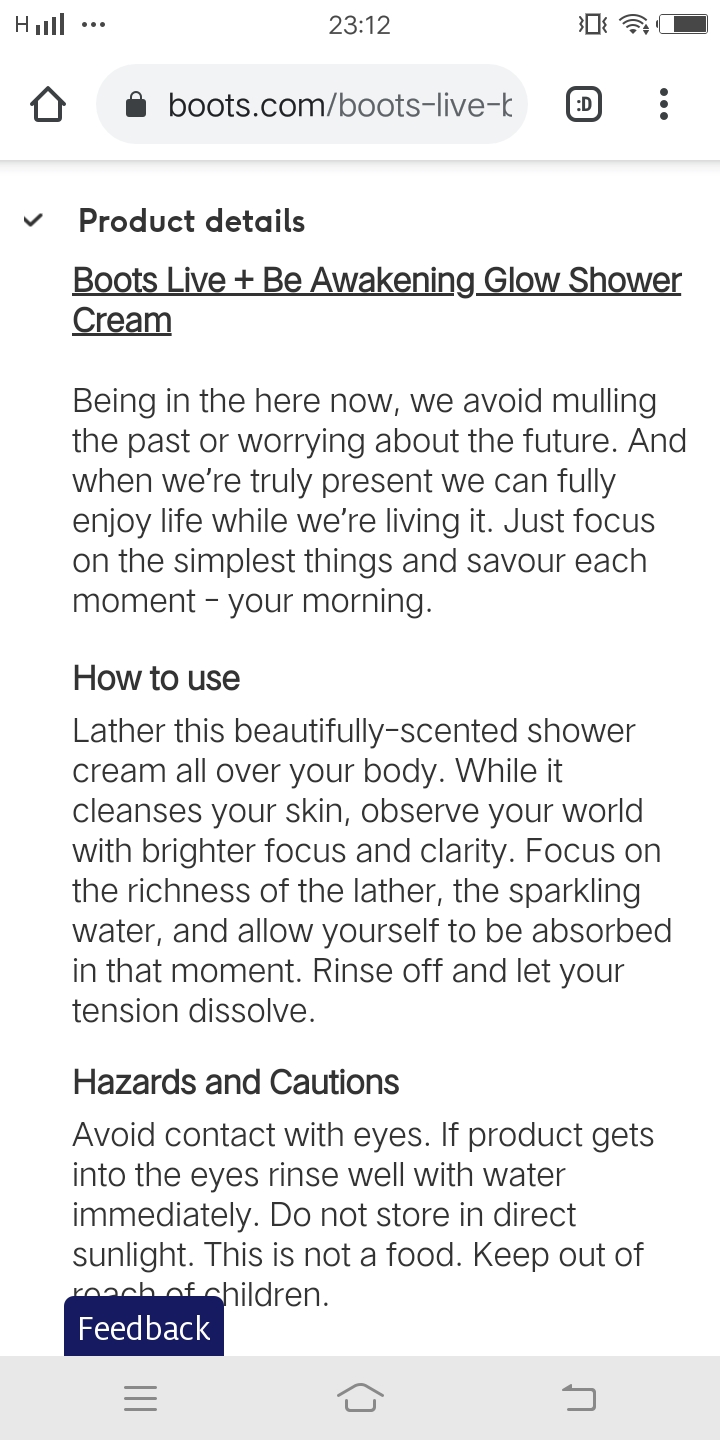 H
23:12
boots.com/boots-live-b
:D
Product details
Boots Live + Be Awakening Glow Shower
Cream
Being in the here now, we avoid mulling
the past or worrying about the future. And
when we’re truly present we can fully
enjoy life while we’re living it. Just focus
on the simplest things and savour each
moment - your morning.
How to use
Lather this beautifully-scented shower
cream all over your body. While it
cleanses your skin, observe your world
with brighter focus and clarity. Focus on
the richness of the lather, the sparkling
water, and allow yourself to be absorbed
in that moment. Rinse off and let your
tension dissolve.
Hazards and Cautions
Avoid contact with eyes. If product gets
into the eyes rinse well with water
immediately. Do not store in direct
sunlight. This is not a food. Keep out of
reach of children.
Feedback